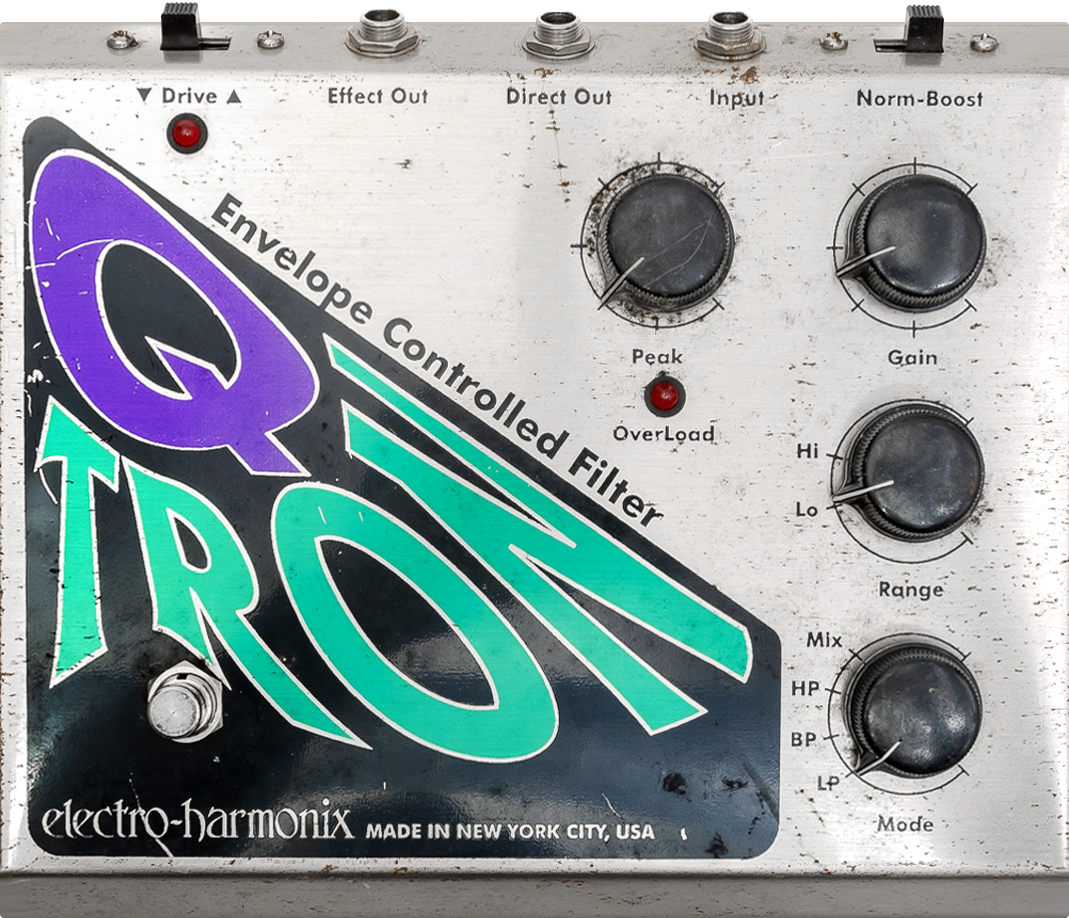 ▼ Drive ▲
Effect Out
Direct Out
Input
Norm-Boost
Envelope Controlled Filter
Q
TRON
Peak
OverLoad
Gain
Hi
Lo
Range
Mix
HP
BP
LP
Mode
electro-harmonix MADE IN NEW YORK CITY, USA